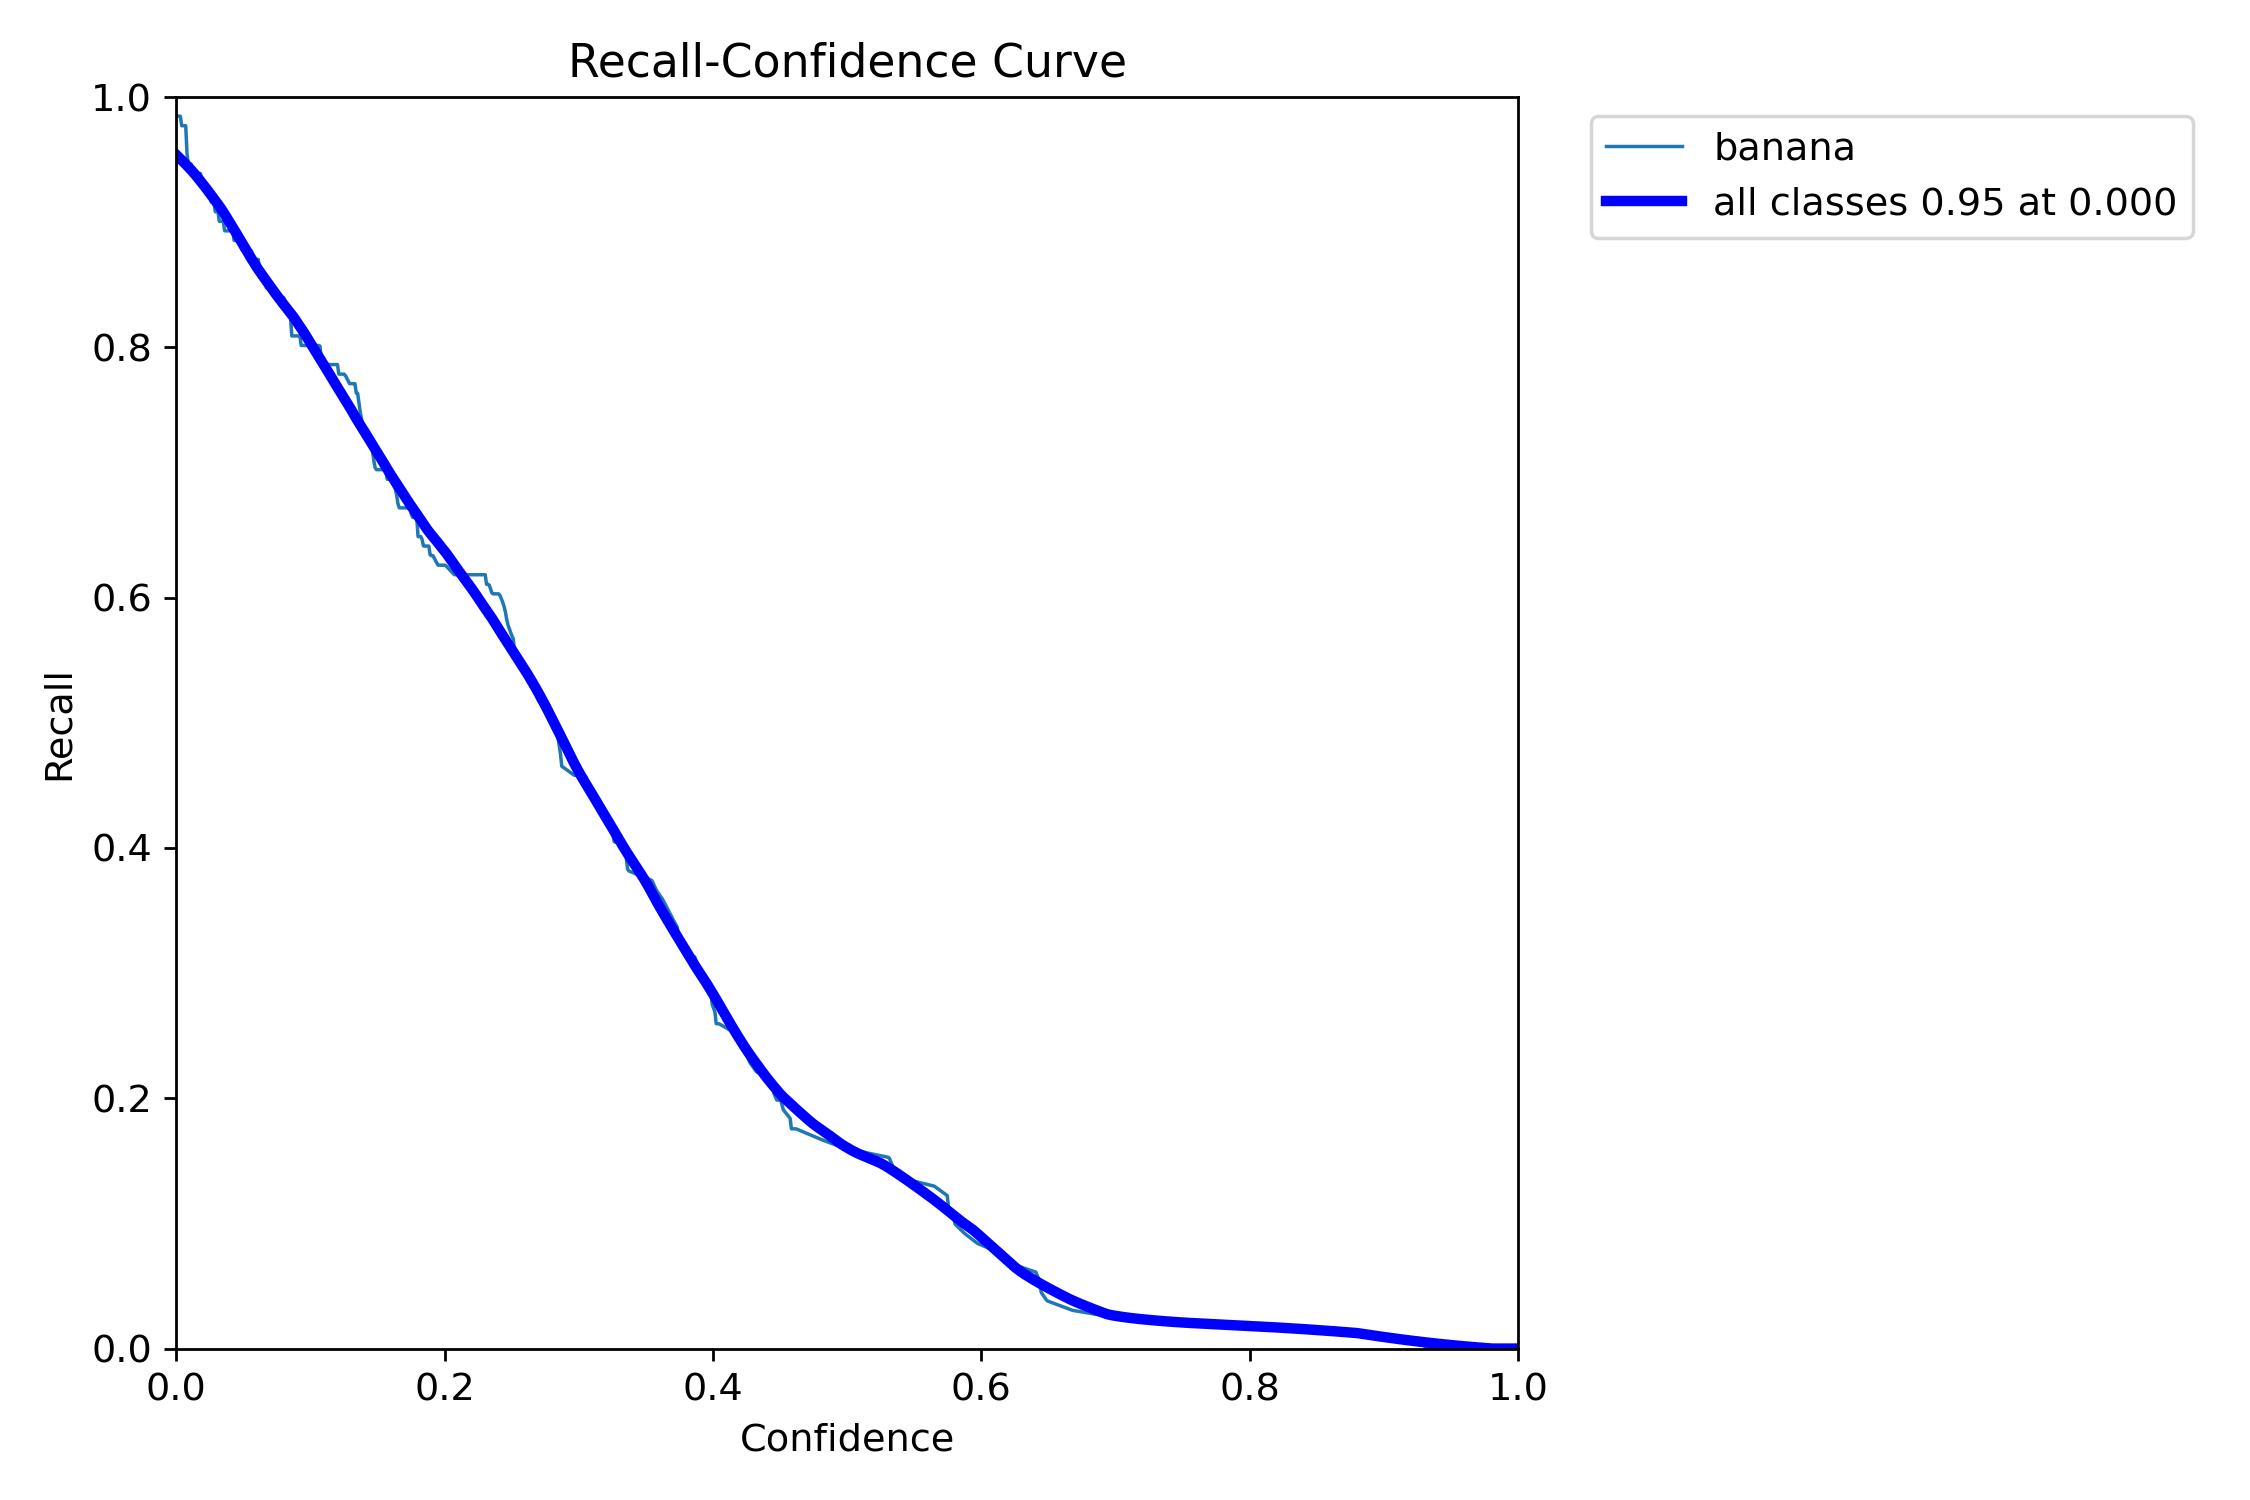 Recall-Confidence Curve
1.0
0.8
0.6
0.4
0.2
0.0
Recall
0.0 0.2 0.4 0.6 0.8 1.0
Confidence
banana
all classes 0.95 at 0.000